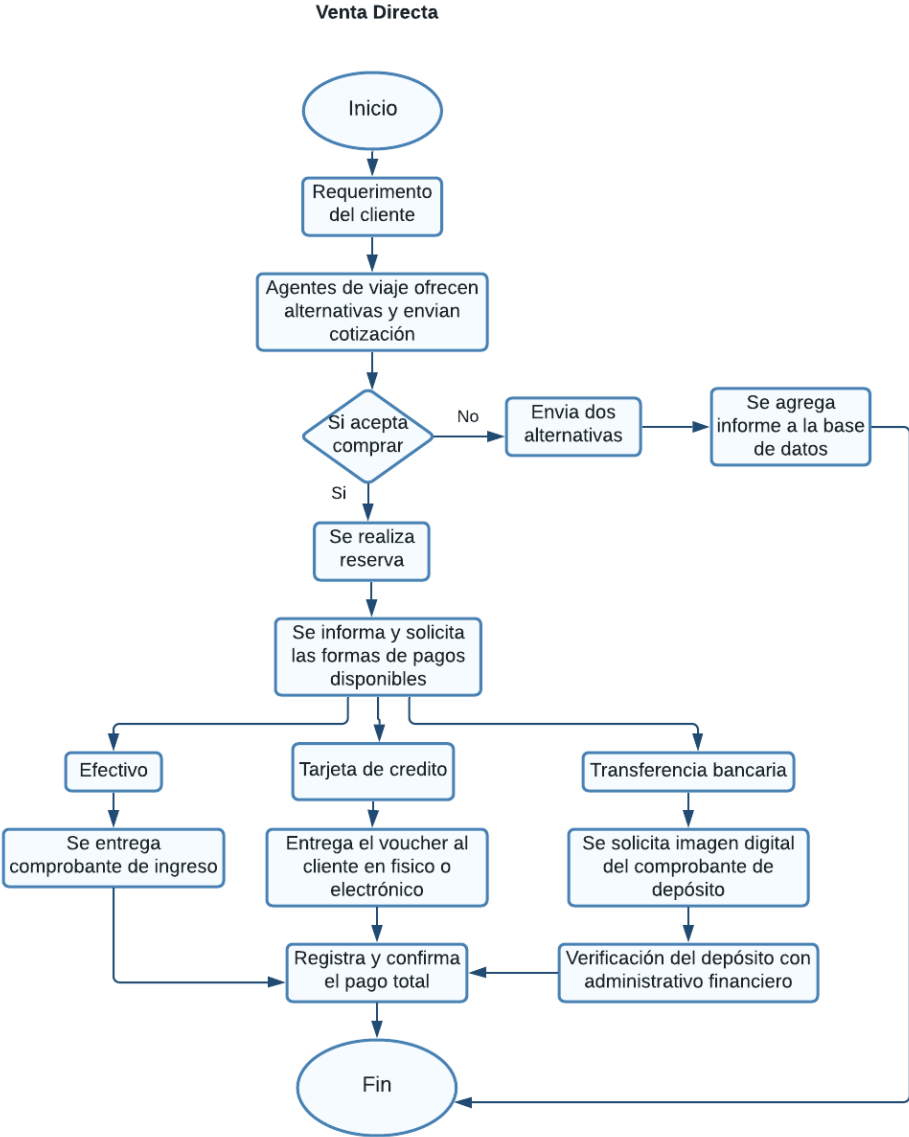 Venta Directa
Inicio
Requerimento
del cliente
Agentes de viaje ofrecen
alternativas y envian
cotización
Si acepta
comprar
No
Envia dos
alternativas
Se agrega
informe a la base
de datos
Si
Se realiza
reserva
Se informa y solicita
las formas de pagos
disponibles
Efectivo
Tarjeta de credito
Transferencia bancaria
Se entrega
comprobante de ingreso
Entrega el voucher al
cliente en fisico o
electrónico
Se solicita imagen digital
del comprobante de
depósito
Registra y confirma
el pago total
Verificación del depósito con
administrativo financiero
Fin